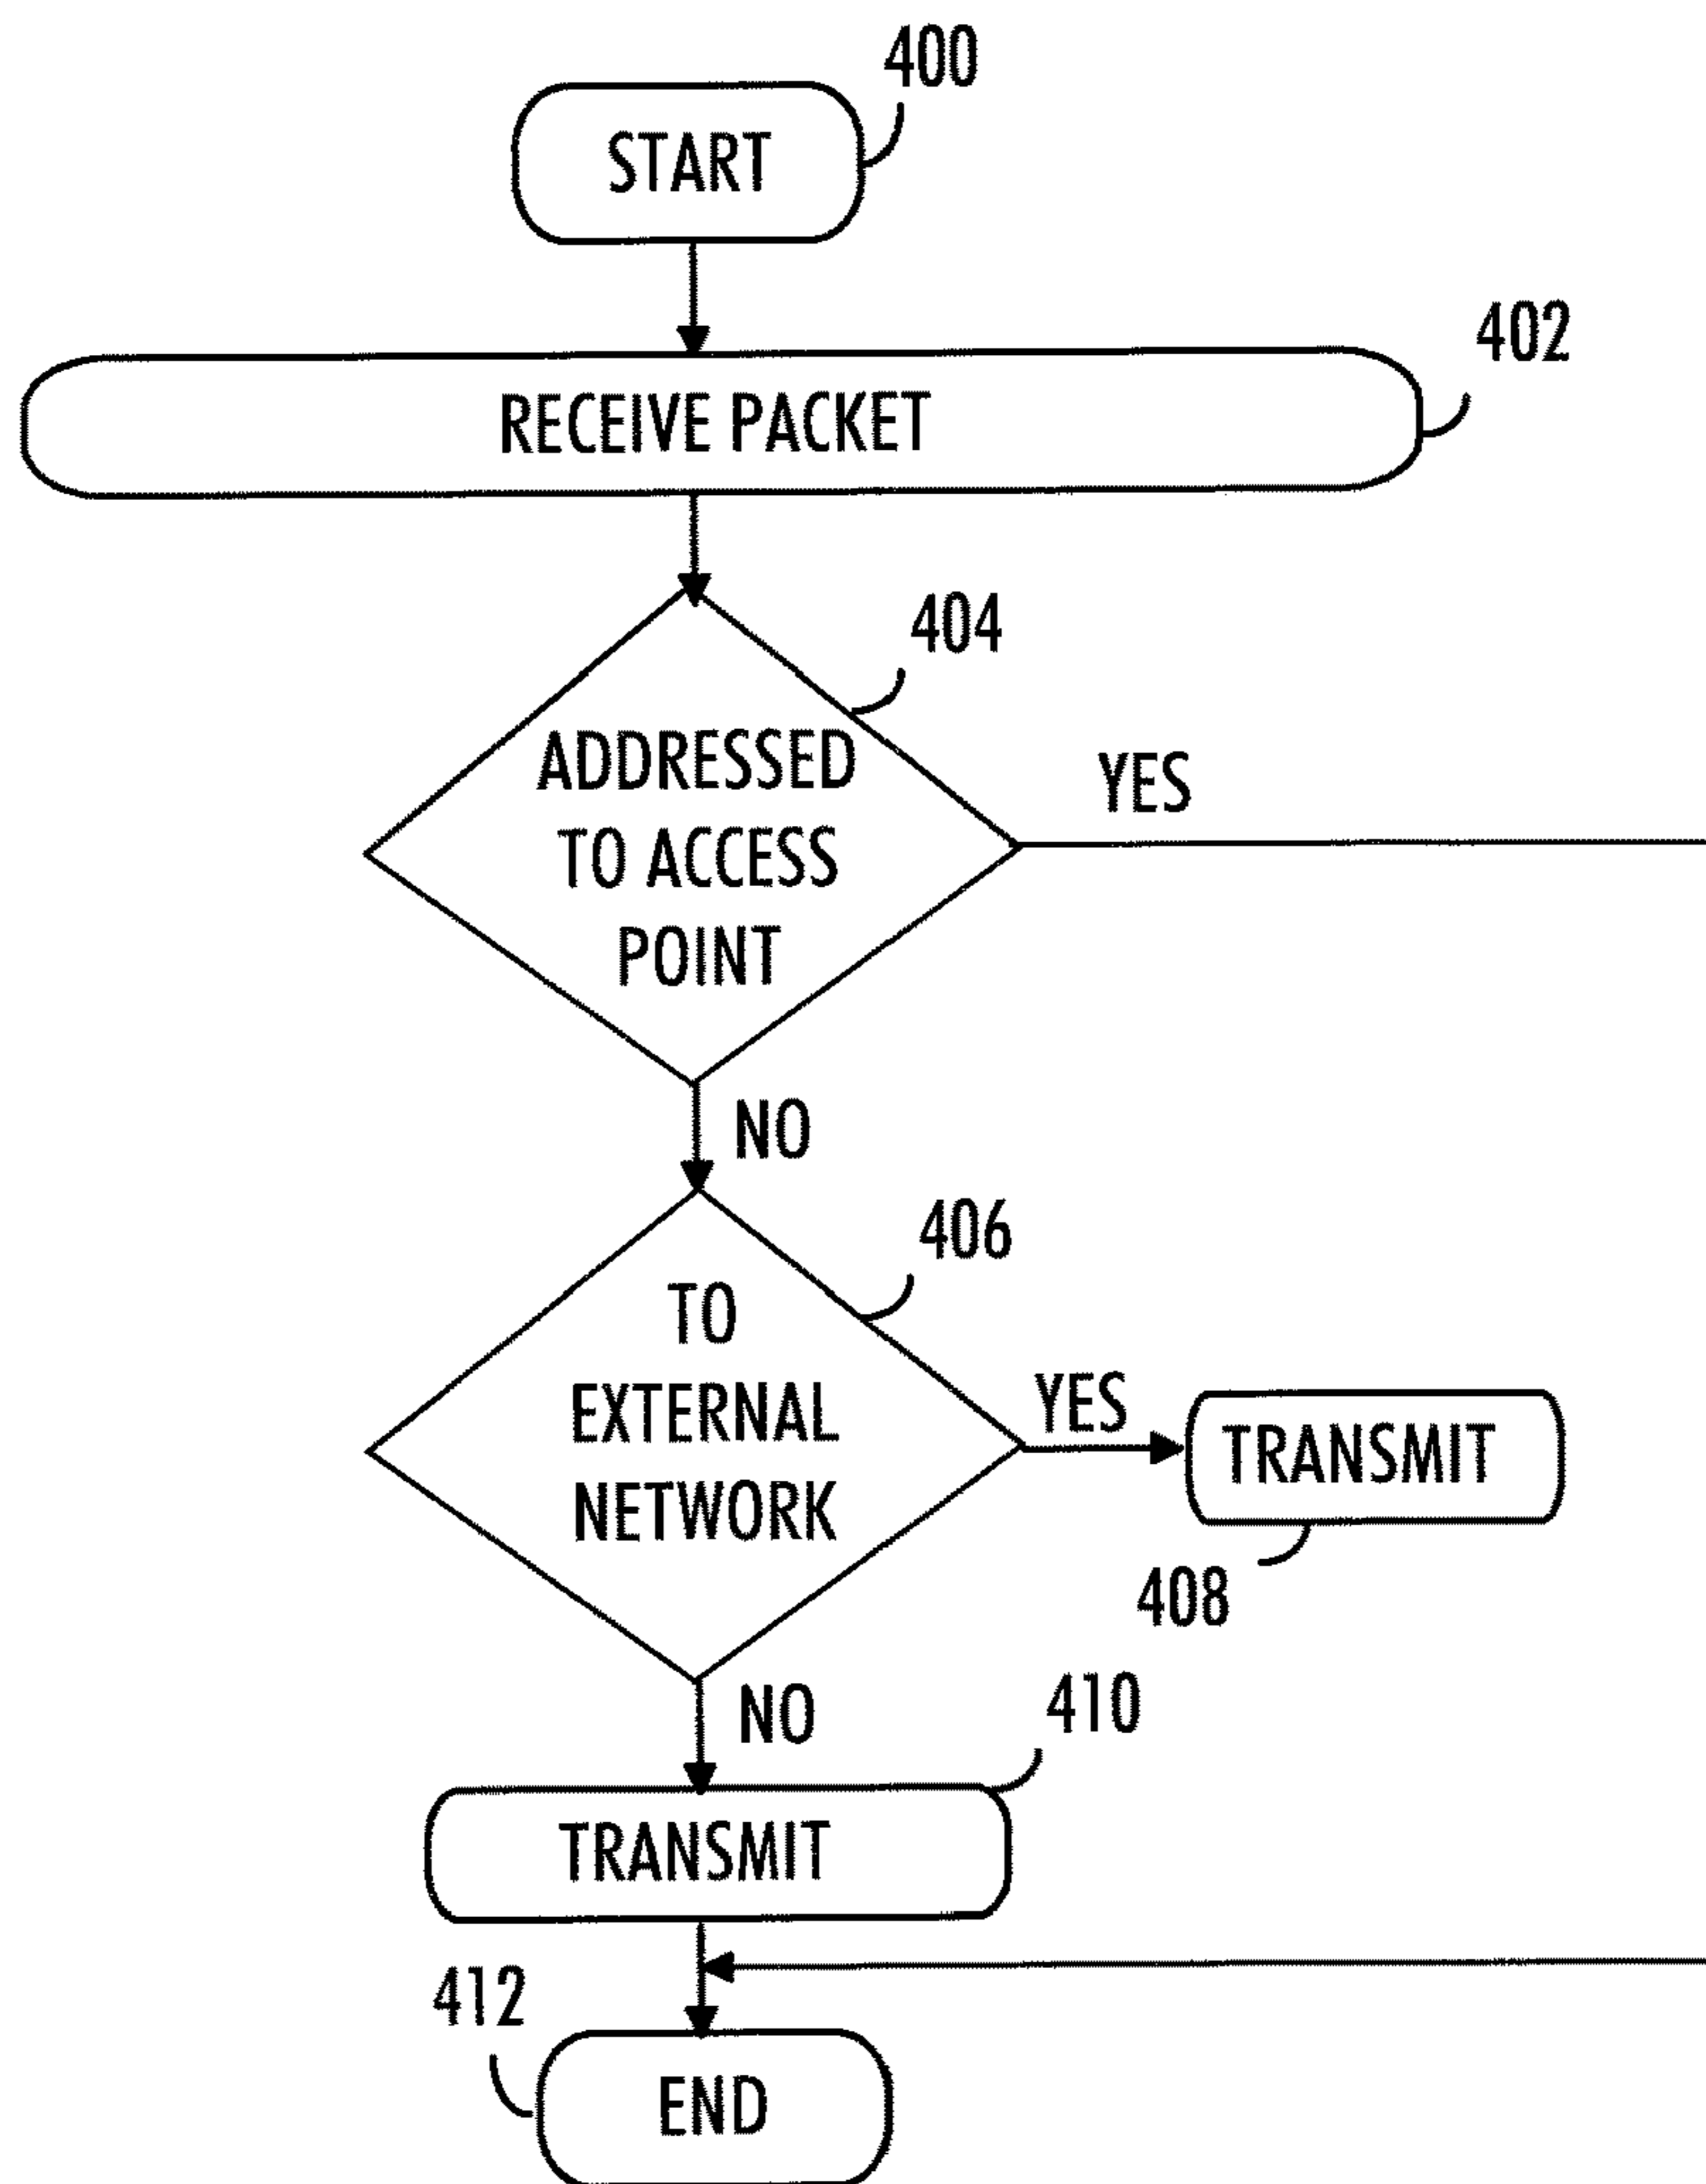 400
START
402
RECEIVE PACKET
404
ADDRESSED
TO ACCESS
POINT
YES
NO
406
TO
EXTERNAL
NETWORK
YES
TRANSMIT
408
NO
410
TRANSMIT
412
END